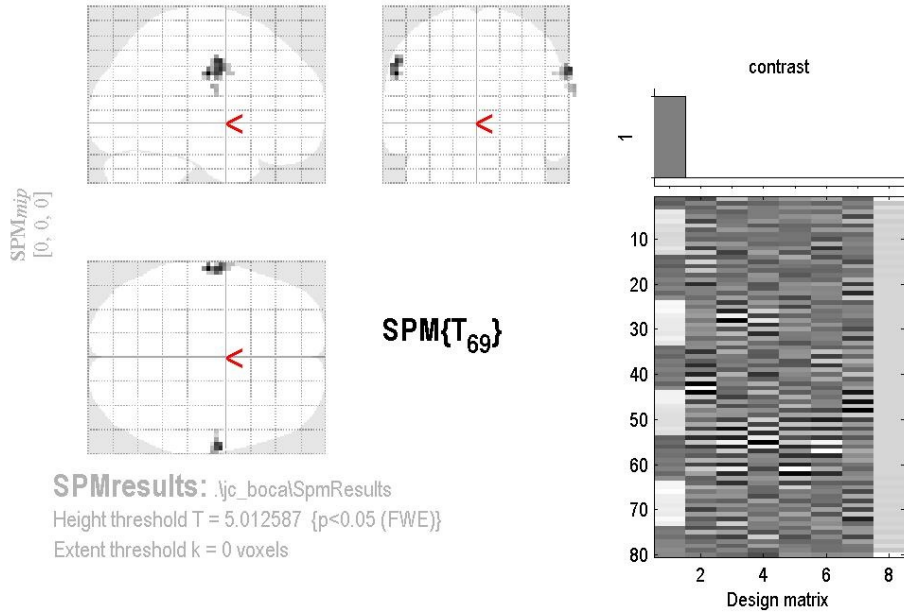 SPMmip
[0, 0, 0]
<
<
<
SPM{T69}
SPMresults: .\jc_boca\SpmResults
Height threshold T = 5.012587 {p<0.05 (FWE)}
Extent threshold k = 0 voxels
contrast
1
10
20
30
40
50
60
70
80
2 4 6 8
Design matrix